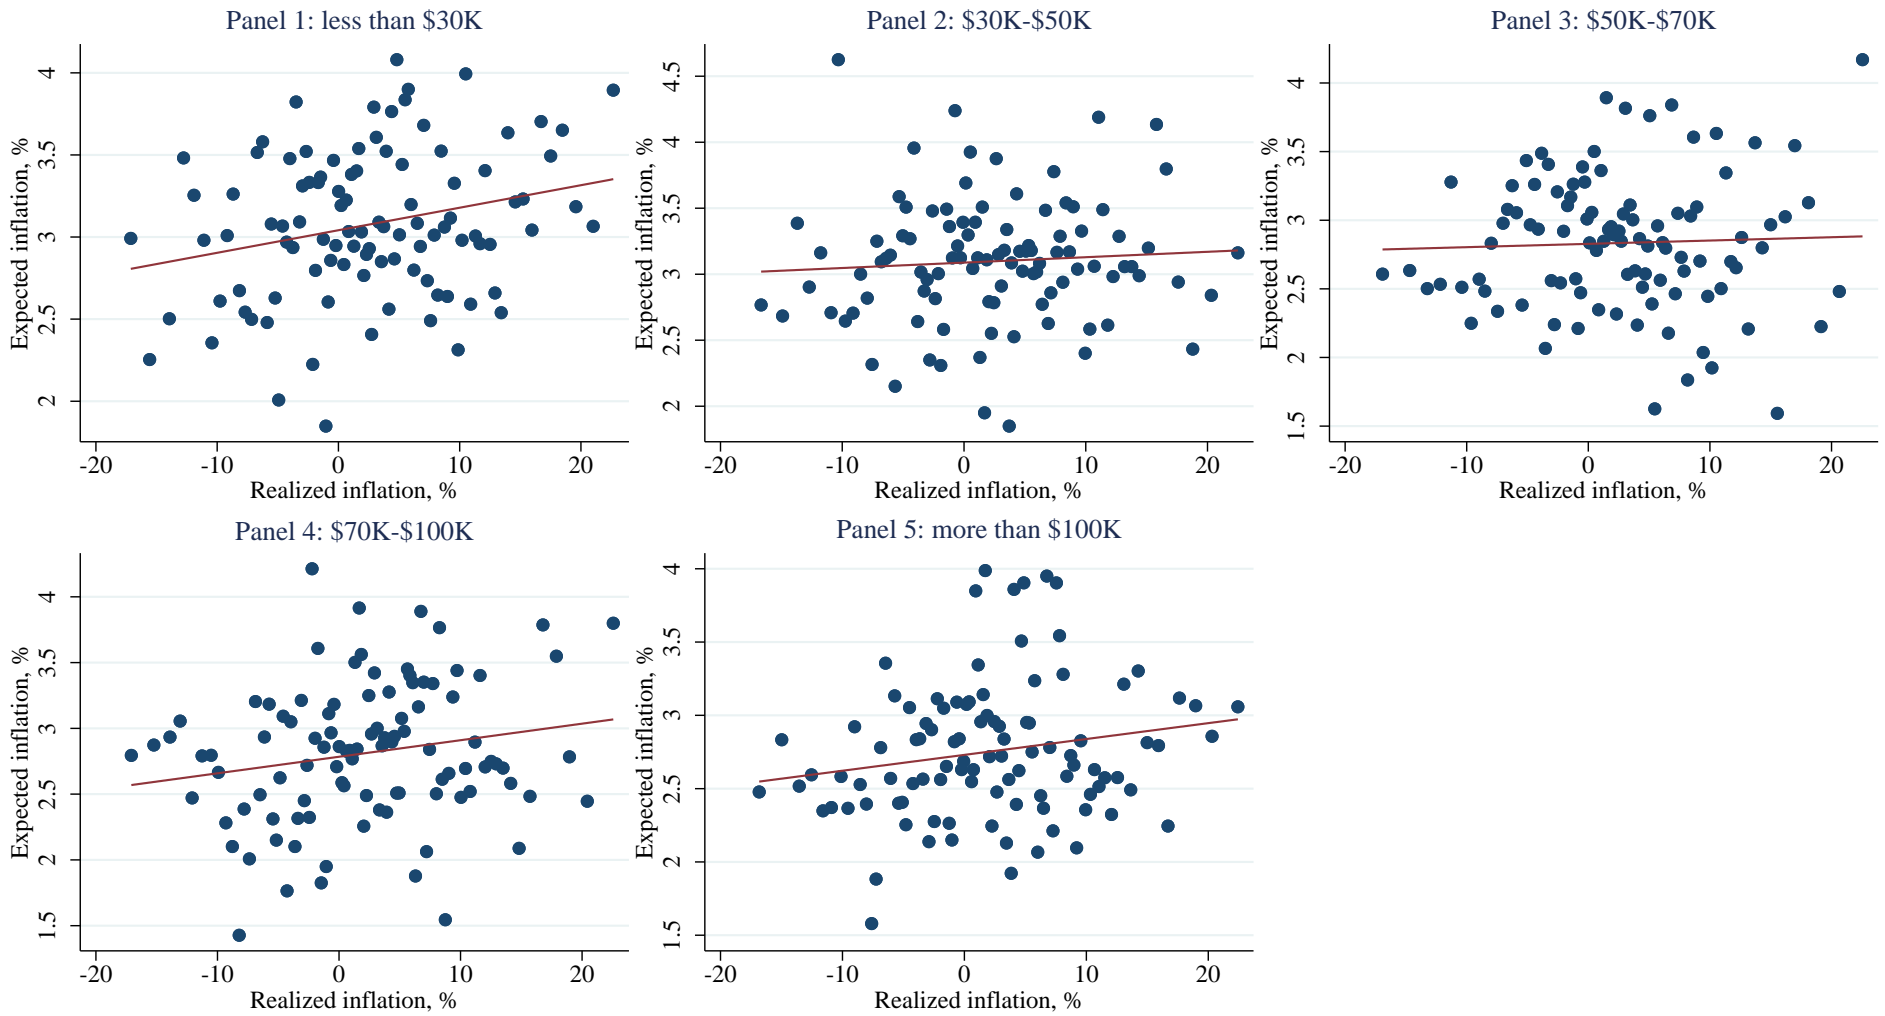 Panel 1: less than $30K
Expected inflation, %
4
3.5
3
2.5
2
-20 -10 0 10 20
Realized inflation, %
Panel 2: $30K-$50K
Expected inflation, %
4.5
4
3.5
3
2.5
2
-20 -10 0 10 20
Realized inflation, %
Panel 3: $50K-$70K
Expected inflation, %
4
3.5
3
2.5
2
1.5
-20 -10 0 10 20
Realized inflation, %
Panel 4: $70K-$100K
Expected inflation, %
4
3.5
3
2.5
2
1.5
-20 -10 0 10 20
Realized inflation, %
Panel 5: more than $100K
Expected inflation, %
4
3.5
3
2.5
2
1.5
-20 -10 0 10 20
Realized inflation, %